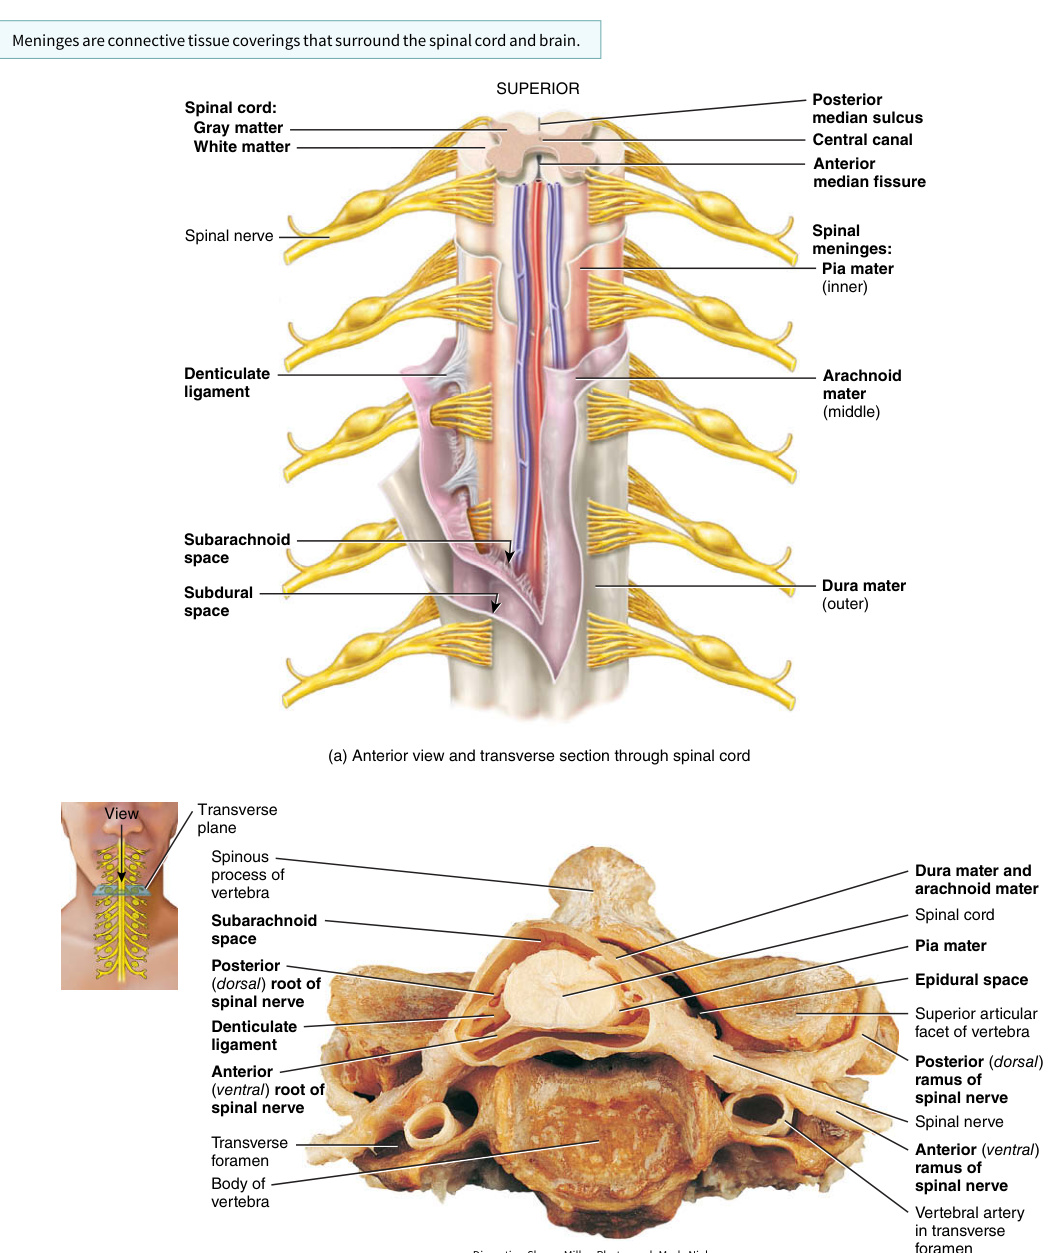 Meninges are connective tissue coverings that surround the spinal cord and brain.
SUPERIOR
Spinal cord:
Gray matter
White matter
Spinal nerve
Denticulate
ligament
Subarachnoid
space
Subdural
space
Posterior
median sulcus
Central canal
Anterior
median fissure
Spinal
meninges:
Pia mater
(inner)
Arachnoid
mater
(middle)
Dura mater
(outer)
(a) Anterior view and transverse section through spinal cord
View
Transverse
plane
Spinous
process of
vertebra
Subarachnoid
space
Posterior
(dorsal) root of
spinal nerve
Denticulate
ligament
Anterior
(ventral) root of
spinal nerve
Transverse
foramen
Body of
vertebra
Dura mater and
arachnoid mater
Spinal cord
Pia mater
Epidural space
Superior articular
facet of vertebra
Posterior (dorsal)
ramus of
spinal nerve
Spinal nerve
Anterior (ventral)
ramus of
spinal nerve
Vertebral artery
in transverse
foramen